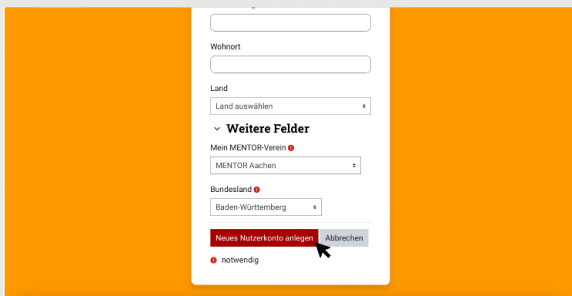 Wohnort
Land
Land auswählen
Weitere Felder
Mein MENTOR-Verein
MENTOR Aachen
Bundesland
Baden-Württemberg
Neues Nutzerkonto anlegen Abbrechen
notwendig